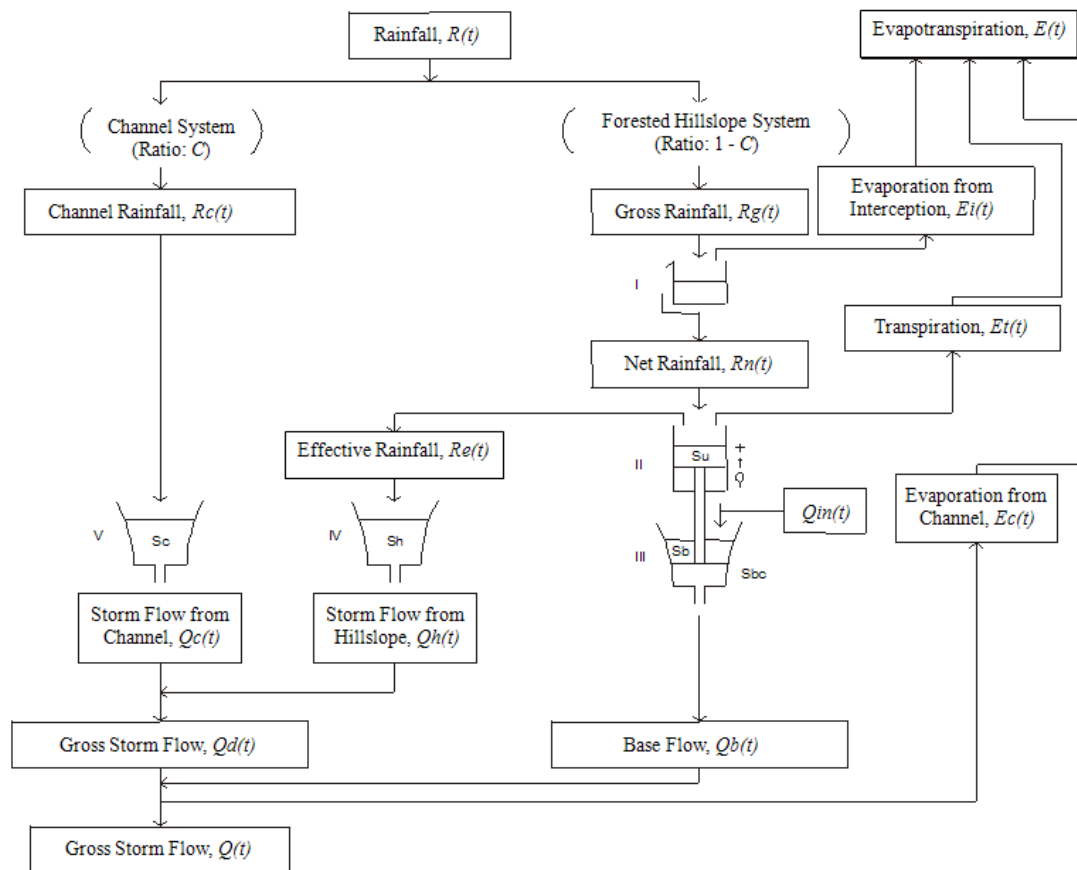 Rainfall, R(t)
Evapotranspiration, E(t)
Channel System
(Ratio: C)
Forested Hillslope System
(Ratio: 1 - C)
Channel Rainfall, Rc(t)
Gross Rainfall, Rg(t)
Evaporation from
Interception, Ei(t)
I
Net Rainfall, Rn(t)
Transpiration, Et(t)
Effective Rainfall, Re(t)
II
Su
+
Q
Qin(t)
Evaporation from
Channel, Ec(t)
V
Sc
IV
Sh
III
Sb
Sbc
Storm Flow from
Channel, Qc(t)
Storm Flow from
Hillslope, Qh(t)
Gross Storm Flow, Qd(t)
Base Flow, Qb(t)
Gross Storm Flow, Q(t)